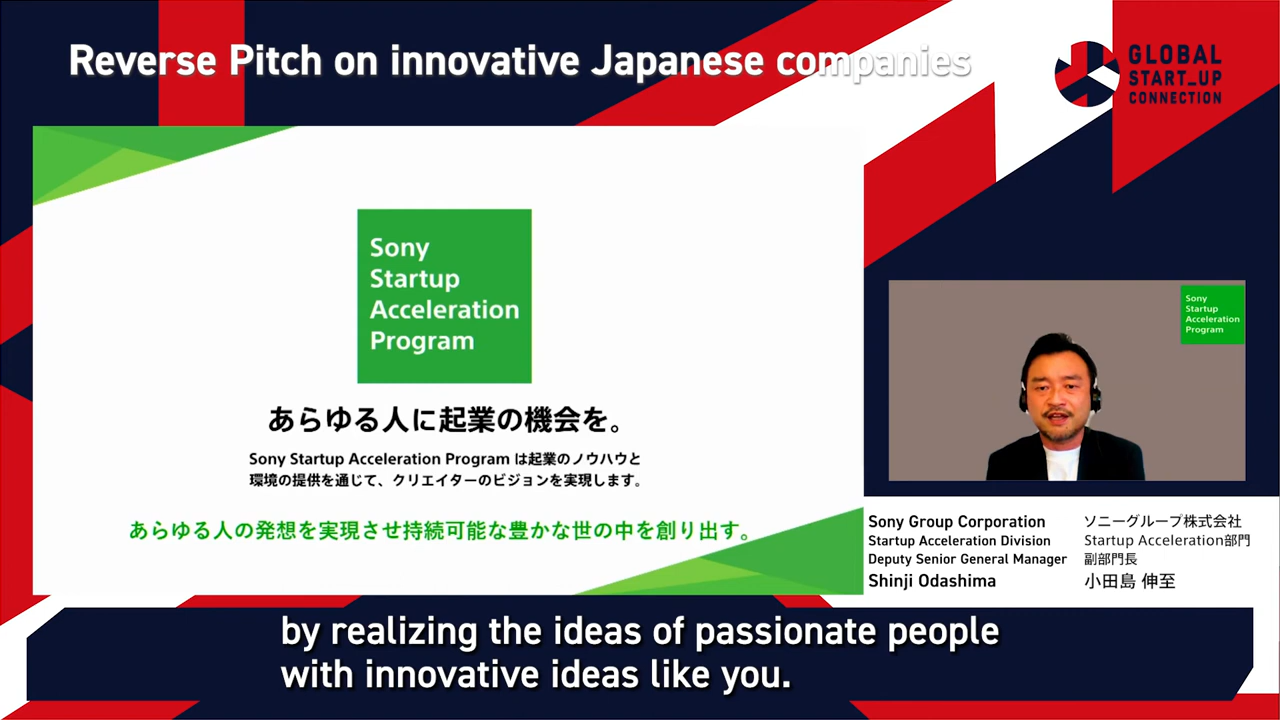 Reverse Pitch on innovative Japanese companies
GLOBAL
START_UP
CONNECTION
Sony
Startup
Acceleration
Program
あらゆる人に起業の機会を。
Sony Startup Acceleration Program は起業のノウハウと
環境の提供を通じて、クリエイターのビジョンを実現します。
あらゆる人の発想を実現させ持続可能な豊かな世の中を創り出す。
Sony
Startup
Acceleration
Program
Sony Group Corporation
Startup Acceleration Division
Deputy Senior General Manager
Shinji Odashima
ソニーグループ株式会社
Startup Acceleration部門
副部門長
小田島 伸至
by realizing the ideas of passionate people
with innovative ideas like you.